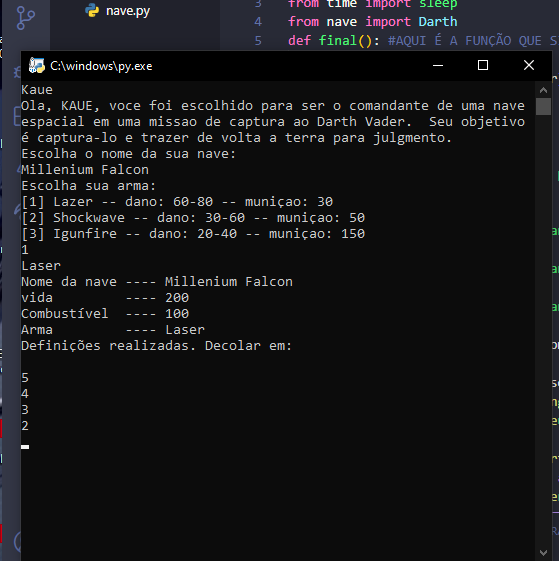 nave.py
3 from time import sleep
4 from nave import Darth
5 def final(): #AQUI É A FUNÇÃO QUE S
C:\windows\py.exe
Kaue
Ola, KAUE, voce foi escolhido para ser o comandante de uma nave
espacial em uma missao de captura ao Darth Vader.  Seu objetivo
é captura-lo e trazer de volta a terra para julgmento.
Escolha o nome da sua nave:
Millenium Falcon
Escolha sua arma:
[1] Lazer -- dano: 60-80 -- muniçao: 30
[2] Shockwave -- dano: 30-60 -- muniçao: 50
[3] Igunfire -- dano: 20-40 -- muniçao: 150
1
Laser
Nome da nave ---- Millenium Falcon
vida         ---- 200
Combustível  ---- 100
Arma         ---- Laser
Definições realizadas. Decolar em:
5
4
3
2